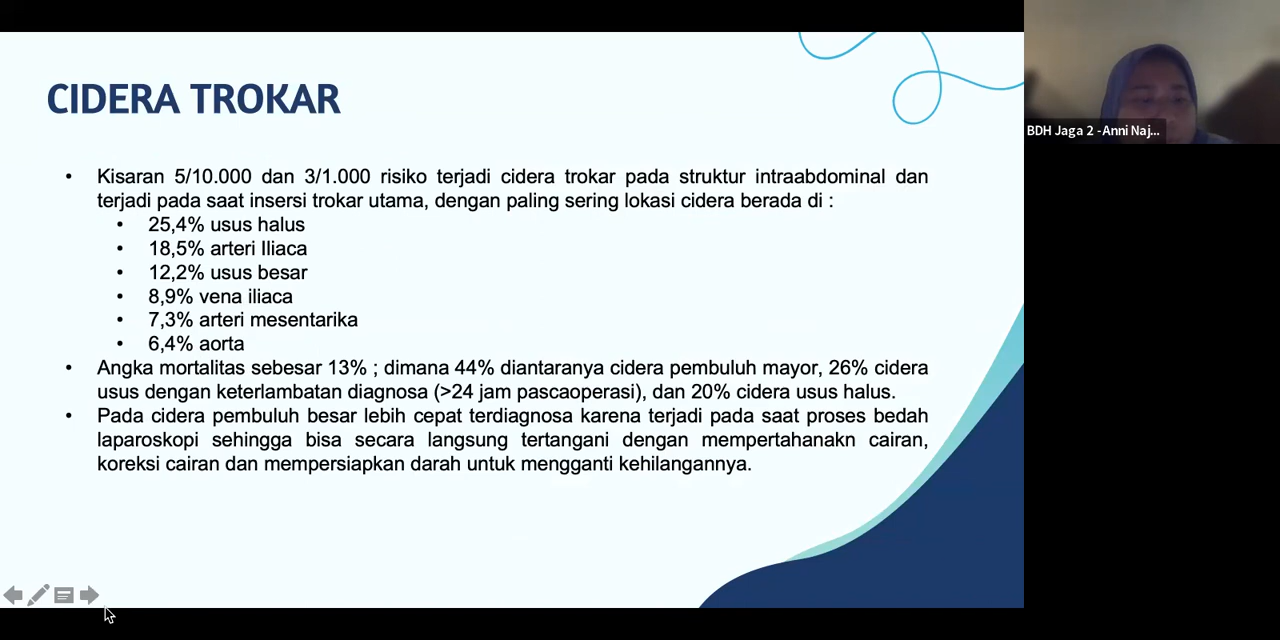 CIDERA TROKAR
• Kisaran 5/10.000 dan 3/1.000 risiko terjadi cidera trokar pada struktur intraabdominal dan
terjadi pada saat insersi trokar utama, dengan paling sering lokasi cidera berada di :
• 25,4% usus halus
• 18,5% arteri Iliaca
• 12,2% usus besar
• 8,9% vena iliaca
• 7,3% arteri mesentarika
• 6,4% aorta
• Angka mortalitas sebesar 13% ; dimana 44% diantaranya cidera pembuluh mayor, 26% cidera
usus dengan keterlambatan diagnosa (>24 jam pascaoperasi), dan 20% cidera usus halus.
• Pada cidera pembuluh besar lebih cepat terdiagnosa karena terjadi pada saat proses bedah
laparoskopi sehingga bisa secara langsung tertangani dengan mempertahanakn cairan,
koreksi cairan dan mempersiapkan darah untuk mengganti kehilangannya.
BDH Jaga 2 -Anni Naj...